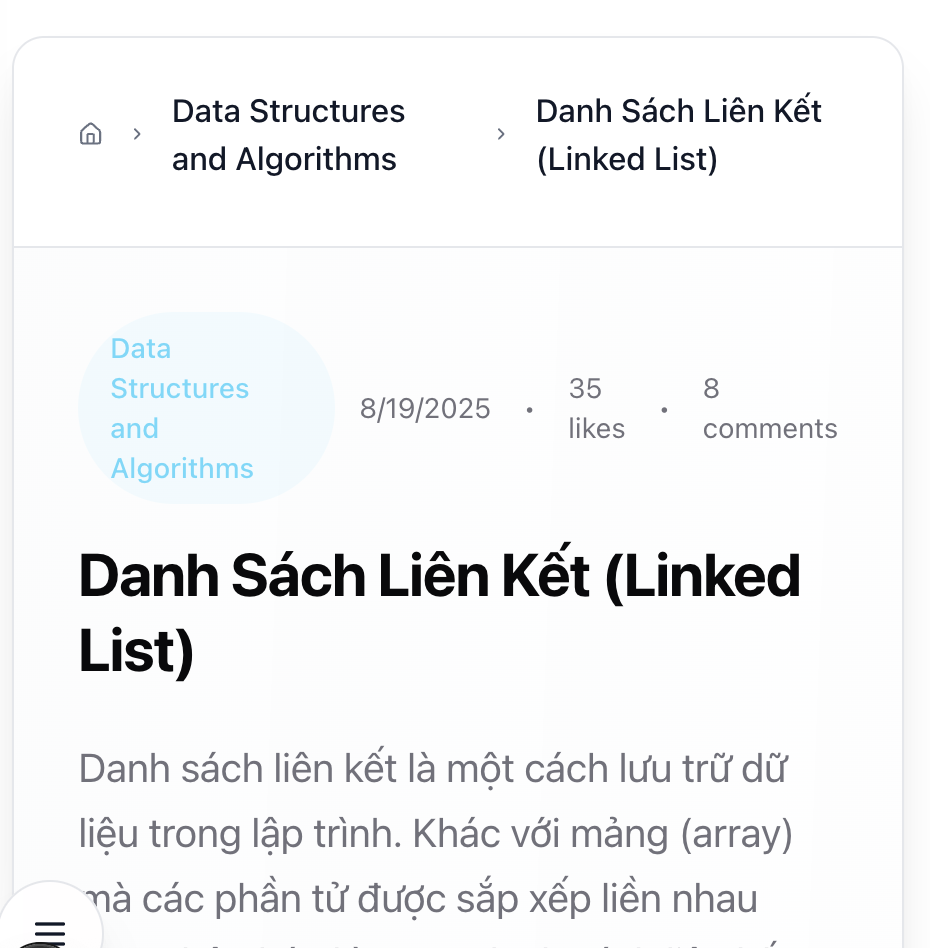 Data Structures
and Algorithms
Danh Sách Liên Kết
(Linked List)
Data
Structures
and
Algorithms
8/19/2025
•
35
likes
•
8
comments
Danh Sách Liên Kết (Linked
List)
Danh sách liên kết là một cách lưu trữ dữ
liệu trong lập trình. Khác với mảng (array)
mà các phần tử được sắp xếp liền nhau